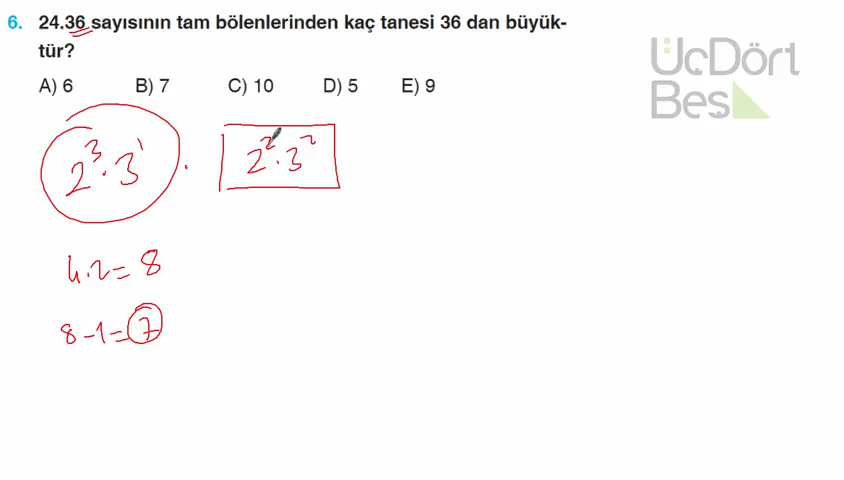 6. 24.36 sayısının tam bölenlerinden kaç tanesi 36 dan büyük-
tür?
A) 6 B) 7 C) 10 D) 5 E) 9
ÜçDört
Beş
2³ · 3¹ · 2² · 3²
4·2=8
8-1=7